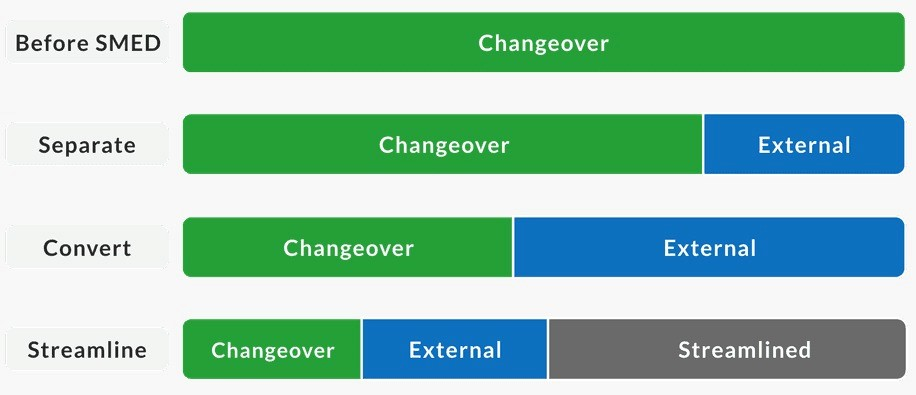 Before SMED
Changeover
Separate
Changeover
External
Convert
Changeover
External
Streamline
Changeover
External
Streamlined